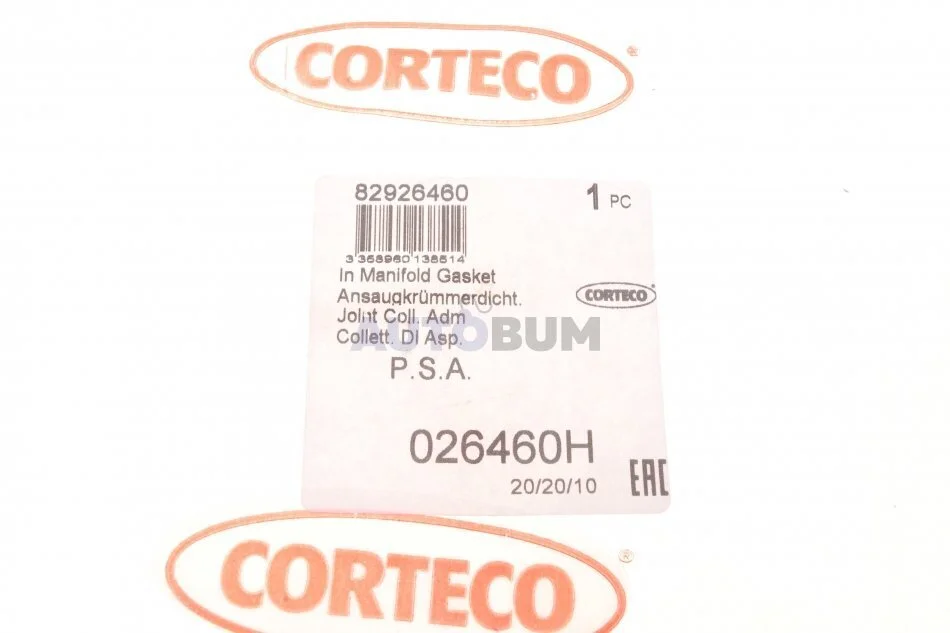 CORTECO
®
82926460
1 PC
3 358960 138514
In Manifold Gasket
Ansaugkrümmerdicht.
CORTECO
Joint Coll. Adm
AUTOBUM
Collett. DI Asp.
P.S.A.
026460H
20/20/10
EAC
CORTECO
®